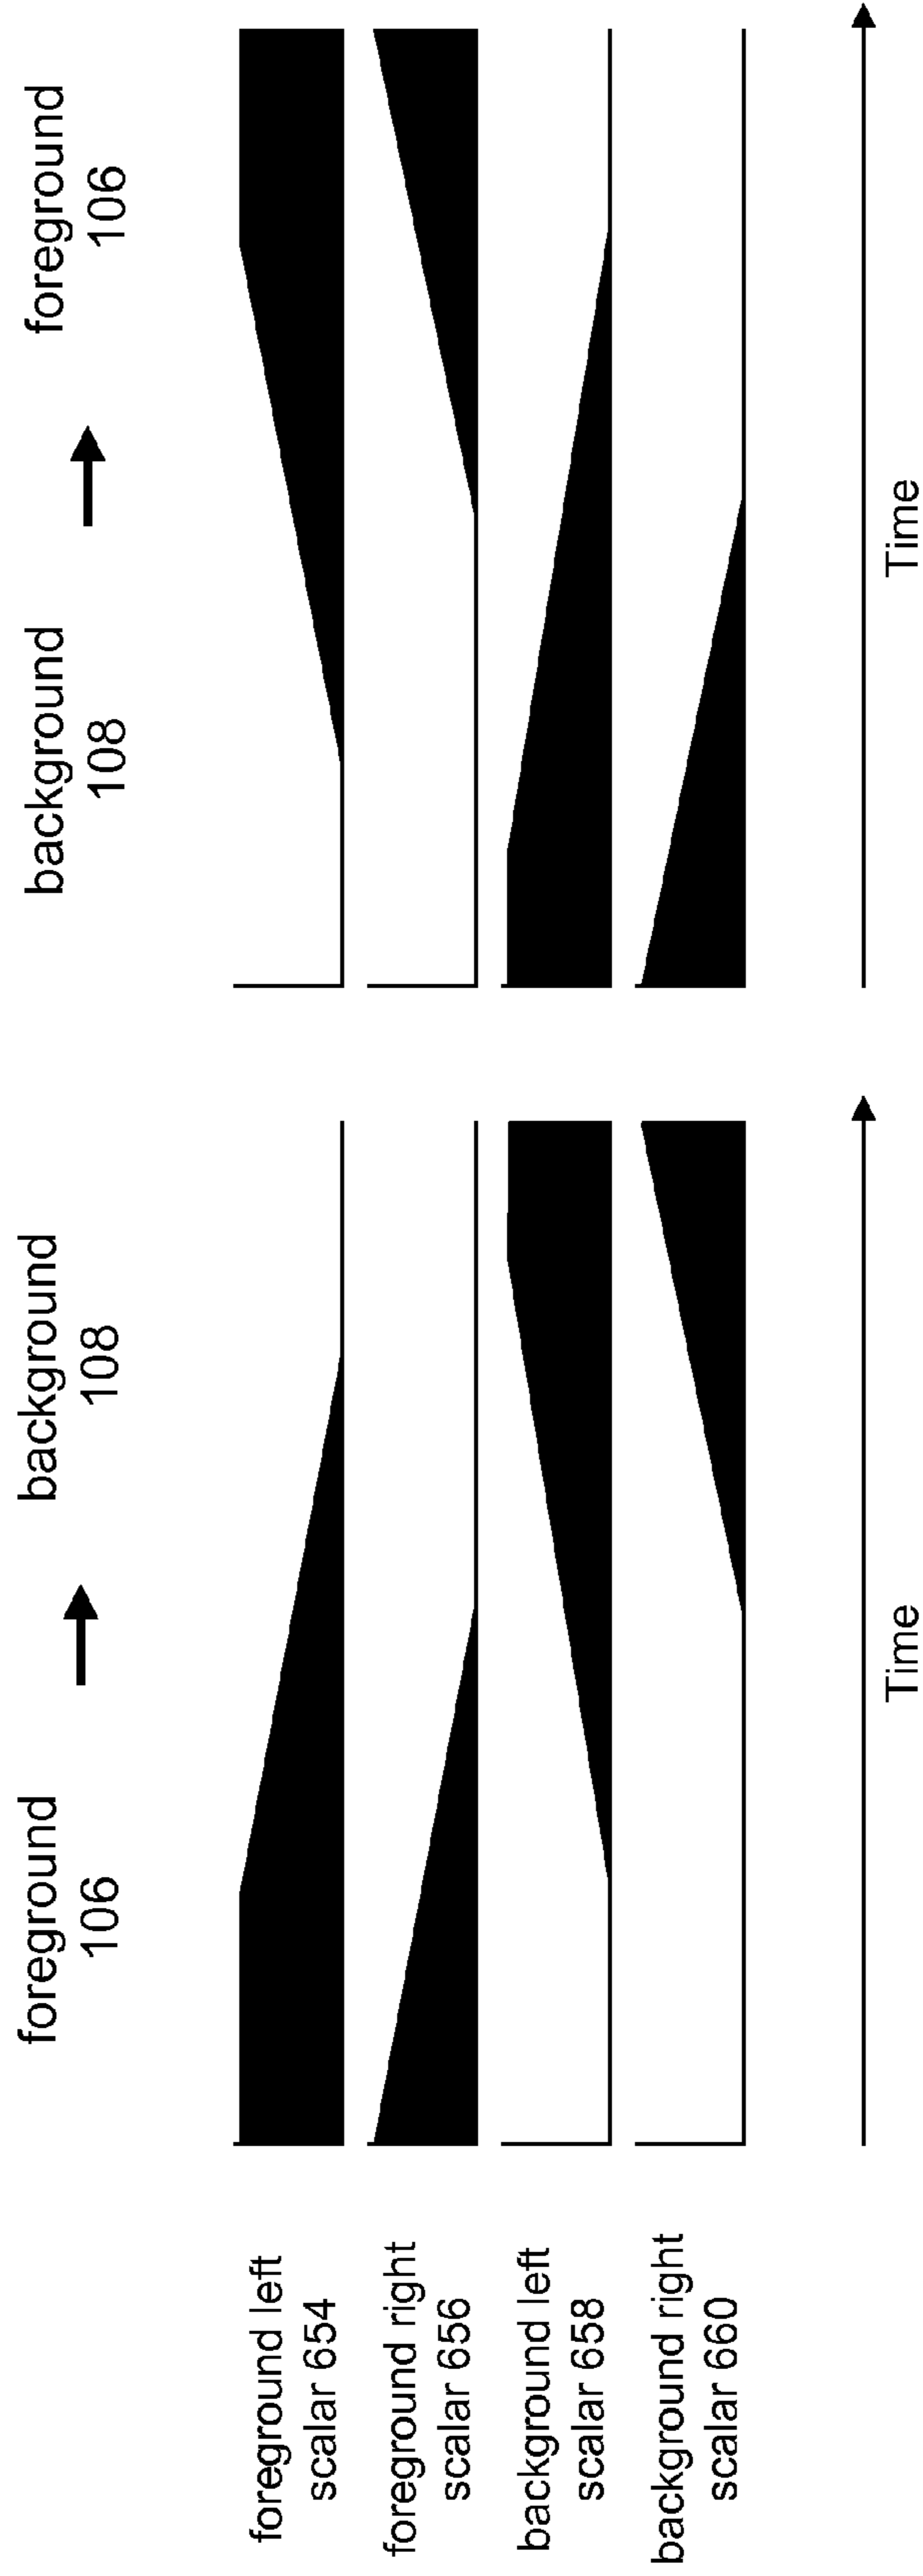 foreground
106
background
108
background
108
foreground
106
foreground left
scalar 654
foreground right
scalar 656
background left
scalar 658
background right
scalar 660
Time
Time